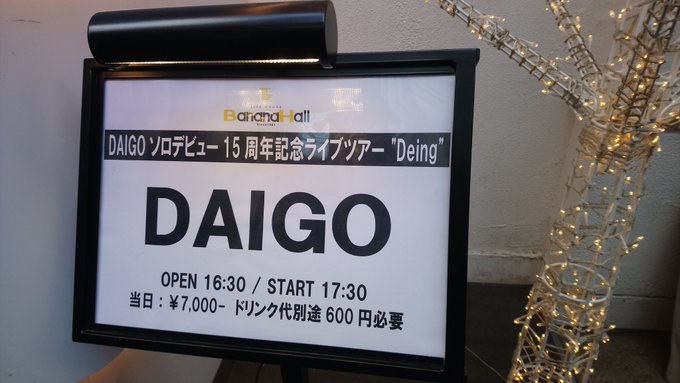 LIVE HOUSE
BananaHall
DAIGO ソロデビュー 15 周年記念ライブツアー "Deing"
DAIGO
OPEN 16:30 / START 17:30
当日：￥7,000- ドリンク代別途 600 円必要